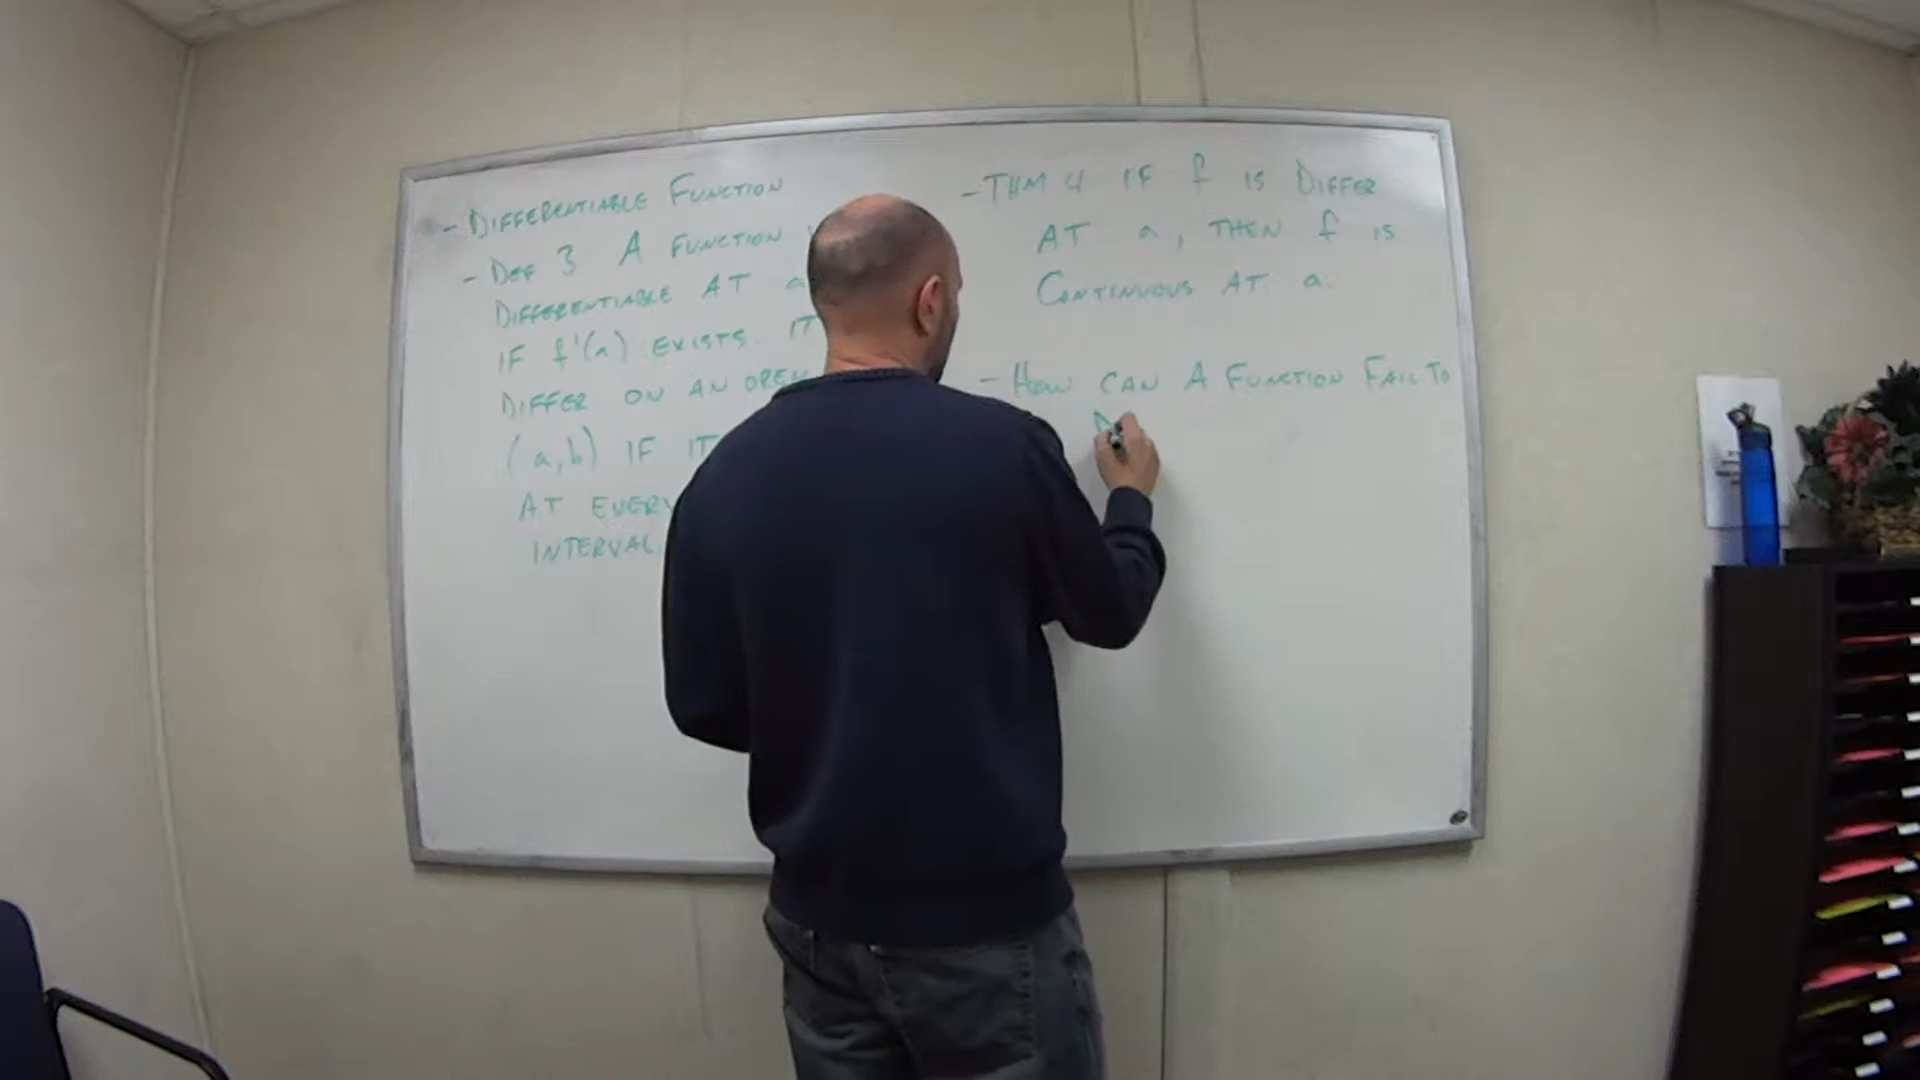 - DIFFERENTIABLE FUNCTION
- DEF 3 A FUNCTION
DIFFERENTIABLE AT a
IF f'(a) EXISTS. IT
DIFFER ON AN OPEN
(a,b) IF IT
AT EVERY
INTERVAL.
- THM 4 IF f IS DIFFER
AT a, THEN f IS
CONTINUOUS AT a.
- HOW CAN A FUNCTION FAIL TO